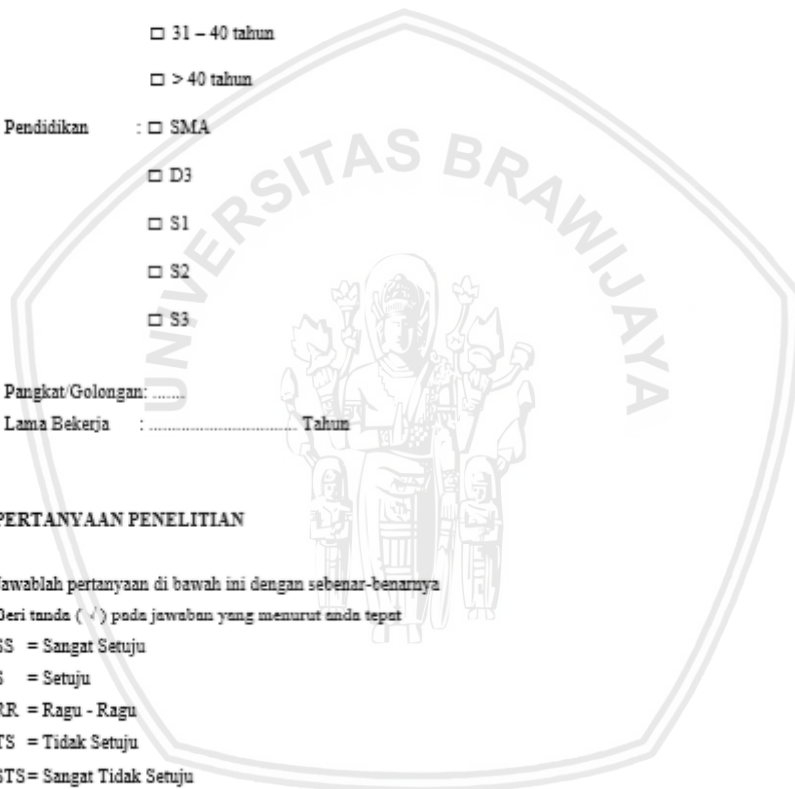 □ 31 – 40 tahun
□ > 40 tahun
Pendidikan : □ SMA
□ D3
□ S1
□ S2
□ S3
Pangkat/Golongan: ........
Lama Bekerja : ................................... Tahun
PERTANYAAN PENELITIAN
Jawablah pertanyaan di bawah ini dengan sebenar-benarnya
Beri tanda ( √ ) pada jawaban yang menurut anda tepat
SS = Sangat Setuju
S = Setuju
RR = Ragu - Ragu
TS = Tidak Setuju
STS= Sangat Tidak Setuju
UNIVERSITAS BRAWIJAYA